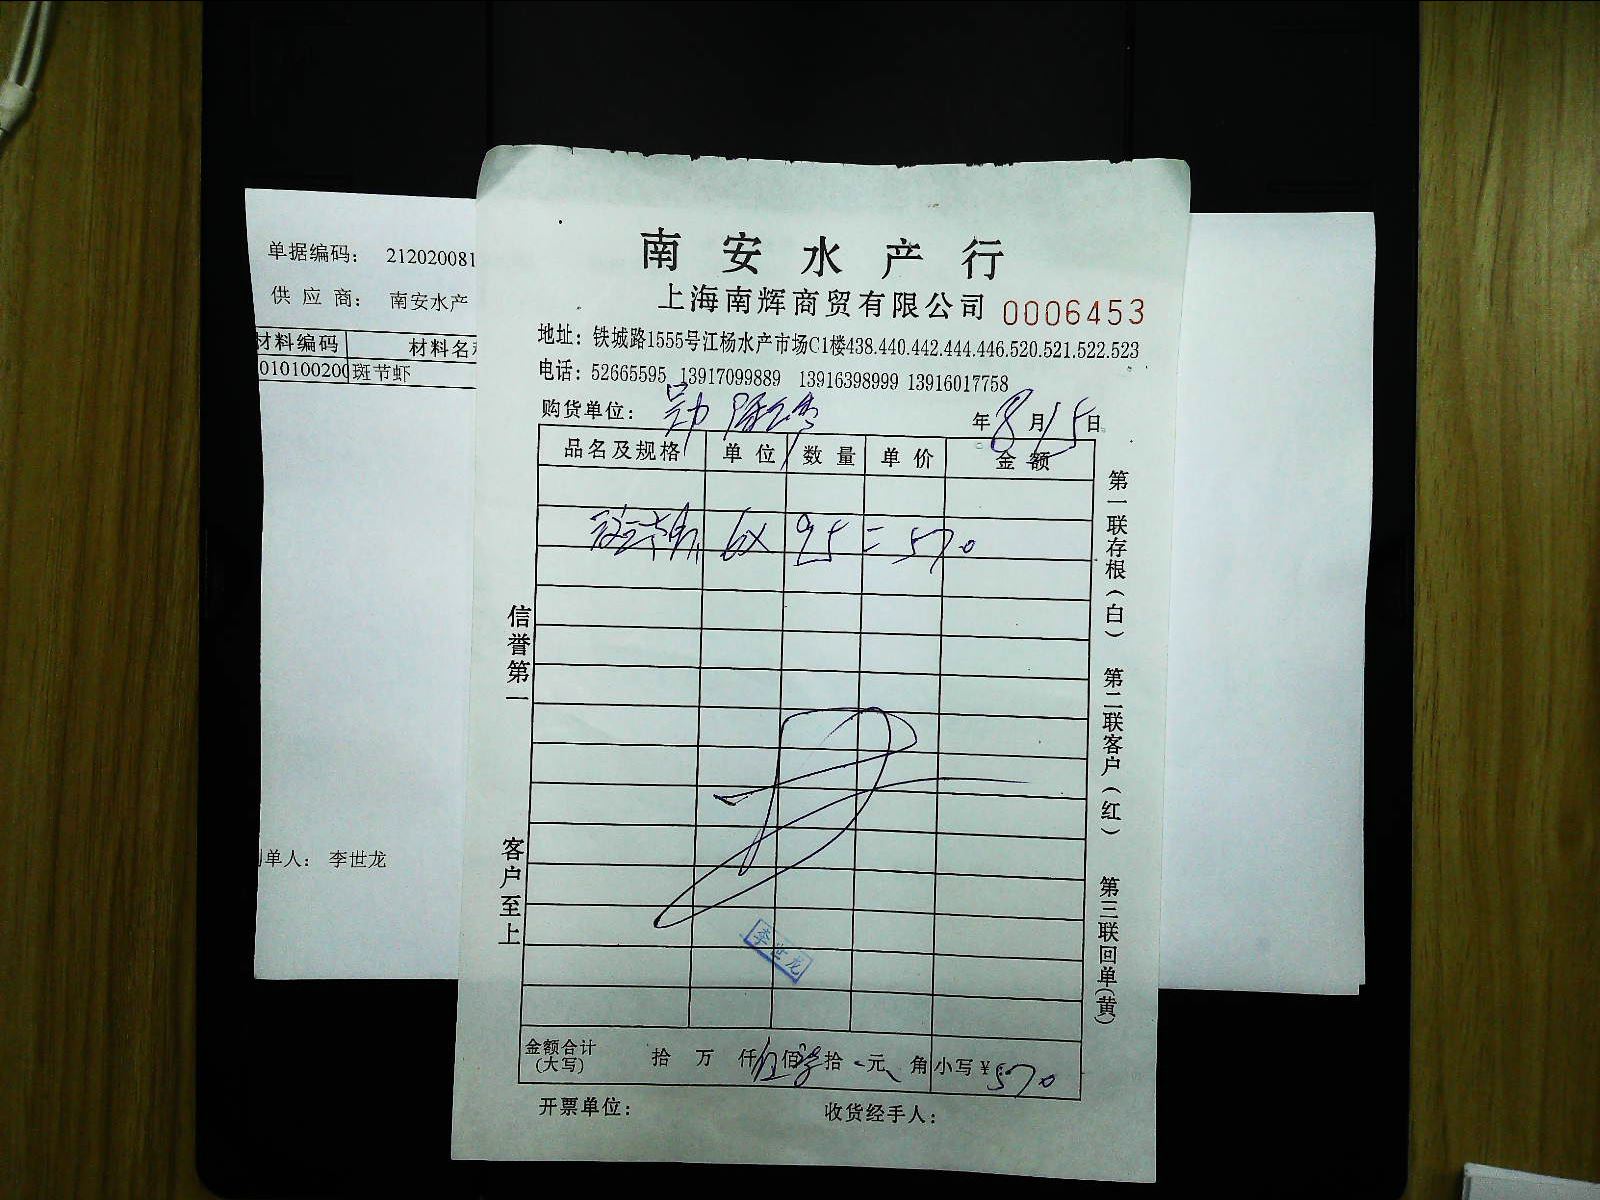 南安水产行
上海南辉商贸有限公司 0006453
地址：铁城路1555号江杨水产市场C1楼438.440.442.444.446.520.521.522.523
电话：52665595 13917099889 13916398999 13916017758
购货单位：
年8月15日
品名及规格 单位 数量 单价 金额
6X 95 = 570
李世龙
金额合计(大写) 拾 万 仟伍佰 拾 元 角 小写￥570
开票单位： 收货经手人：
信誉第一
客户至上
第一联存根（白）
第二联客户（红）
第三联回单（黄）
单据编码： 212020081
供应商： 南安水产
材料编码 材料名
010100200 斑节虾
单人： 李世龙